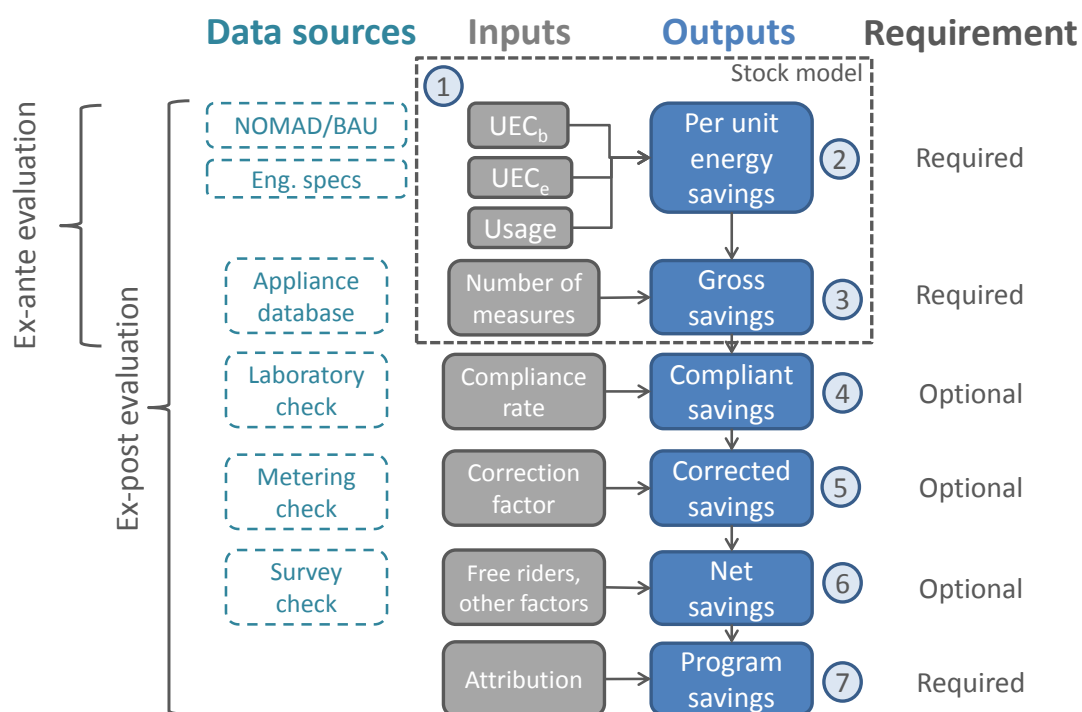 Data sources Inputs Outputs Requirement
Stock model
1
Ex-ante evaluation
Ex-post evaluation
NOMAD/BAU
Eng. specs
UECb
UECe
Usage
Per unit
energy
savings
2
Required
Appliance
database
Number of
measures
Gross
savings
3
Required
Laboratory
check
Compliance
rate
Compliant
savings
4
Optional
Metering
check
Correction
factor
Corrected
savings
5
Optional
Survey
check
Free riders,
other factors
Net
savings
6
Optional
Attribution
Program
savings
7
Required